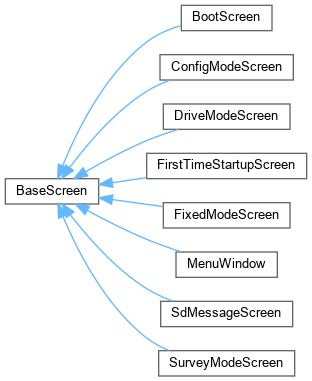 BootScreen
ConfigModeScreen
DriveModeScreen
FirstTimeStartupScreen
BaseScreen
FixedModeScreen
MenuWindow
SdMessageScreen
SurveyModeScreen